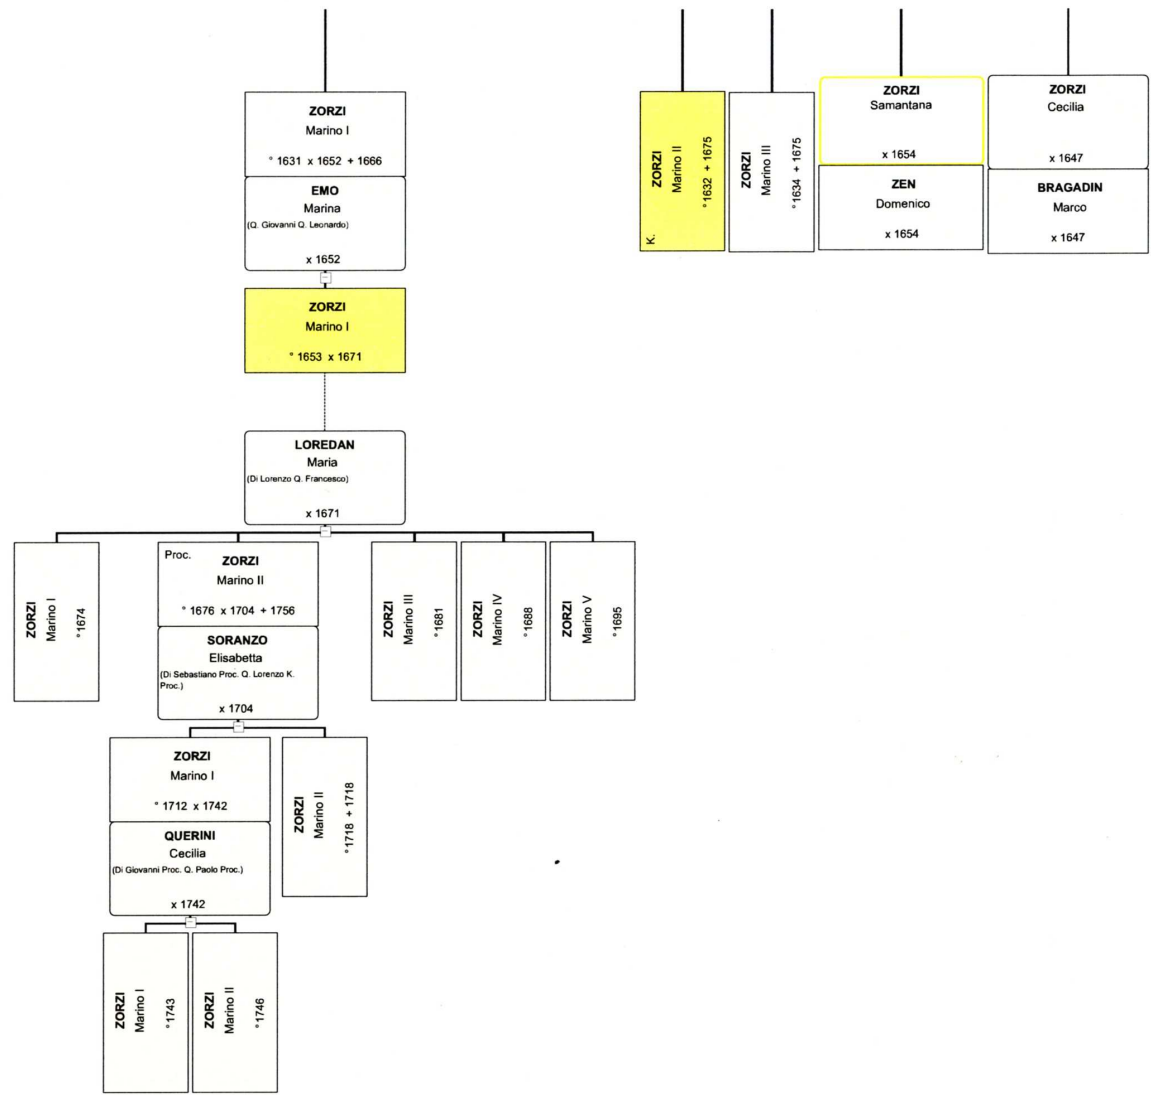 ZORZI
Marino I
° 1631 x 1652 + 1666
EMO
Marina
(Q. Giovanni Q. Leonardo)
x 1652
ZORZI
Marino II
°1632 + 1675
K.
ZORZI
Marino III
°1634 + 1675
ZORZI
Samantana
x 1654
ZEN
Domenico
x 1654
ZORZI
Cecilia
x 1647
BRAGADIN
Marco
x 1647
ZORZI
Marino I
° 1653 x 1671
LOREDAN
Maria
(Di Lorenzo Q. Francesco)
x 1671
ZORZI
Marino I
°1674
Proc.
ZORZI
Marino II
° 1676 x 1704 + 1756
SORANZO
Elisabetta
(Di Sebastiano Proc. Q. Lorenzo K.
Proc.)
x 1704
ZORZI
Marino III
°1681
ZORZI
Marino IV
°1688
ZORZI
Marino V
°1695
ZORZI
Marino I
° 1712 x 1742
QUERINI
Cecilia
(Di Giovanni Proc. Q. Paolo Proc.)
x 1742
ZORZI
Marino II
°1718 + 1718
ZORZI
Marino I
°1743
ZORZI
Marino II
°1746